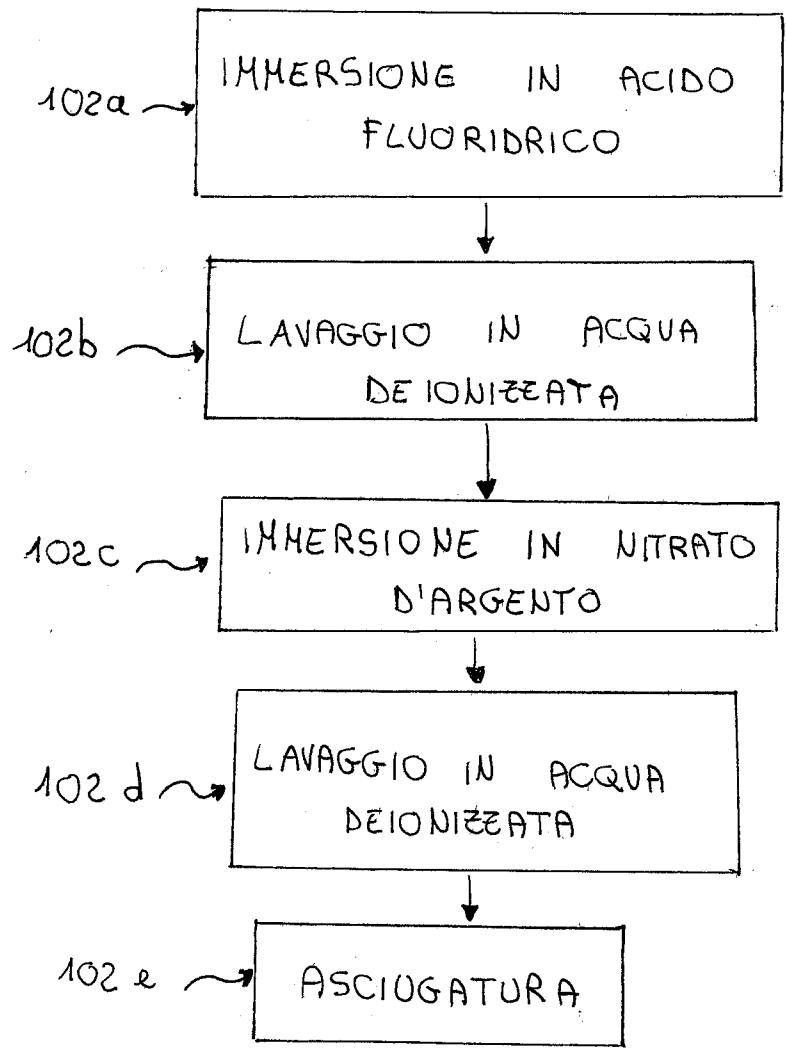 102a
IMMERSIONE IN ACIDO
FLUORIDRICO
102b
LAVAGGIO IN ACQUA
DEIONIZZATA
102c
IMMERSIONE IN NITRATO
D'ARGENTO
102d
LAVAGGIO IN ACQUA
DEIONIZZATA
102e
ASCIUGATURA